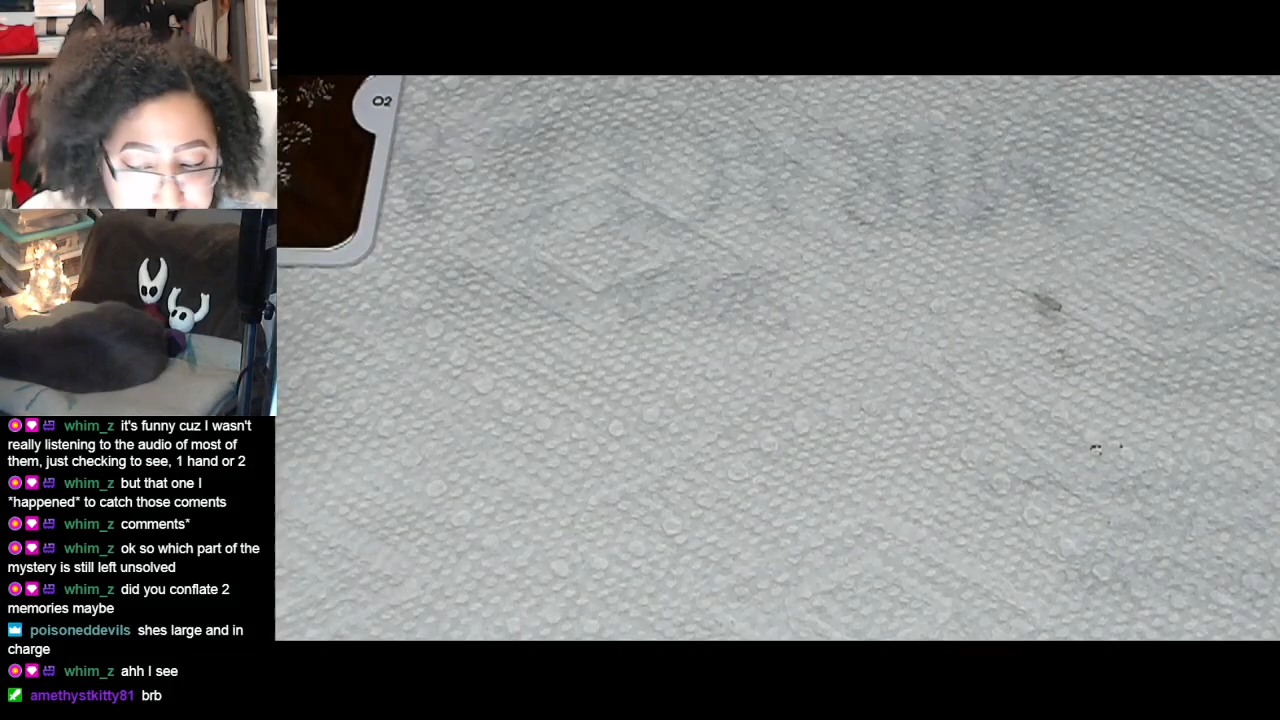 O2
whim_z it's funny cuz I wasn't
really listening to the audio of most of
them, just checking to see, 1 hand or 2
whim_z but that one I
*happened* to catch those coments
whim_z comments*
whim_z ok so which part of the
mystery is still left unsolved
whim_z did you conflate 2
memories maybe
poisoneddevils shes large and in
charge
whim_z ahh I see
amethystkitty81 brb